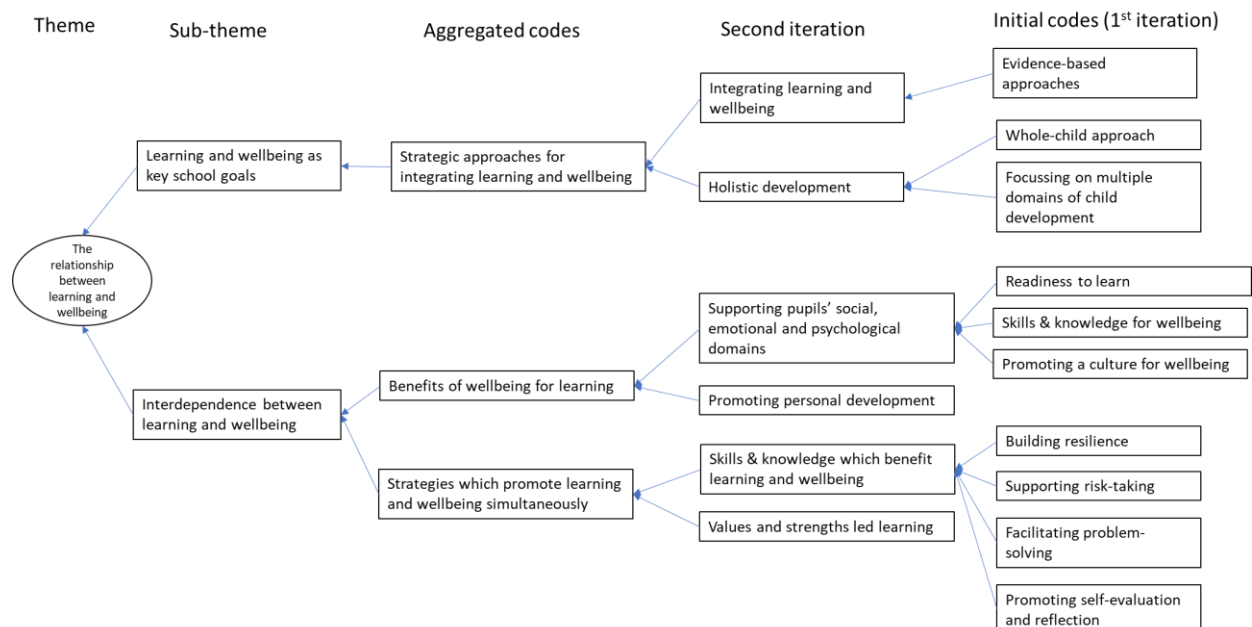 Theme
Sub-theme
Aggregated codes
Second iteration
Initial codes (1st iteration)
Evidence-based
approaches
Integrating learning and
wellbeing
Whole-child approach
Learning and wellbeing as
key school goals
Strategic approaches for
integrating learning and wellbeing
Holistic development
Focussing on multiple
domains of child
development
The
relationship
between
learning and
wellbeing
Readiness to learn
Supporting pupils’ social,
emotional and psychological
domains
Skills & knowledge for wellbeing
Promoting a culture for wellbeing
Benefits of wellbeing for learning
Promoting personal development
Interdependence between
learning and wellbeing
Building resilience
Skills & knowledge which benefit
learning and wellbeing
Strategies which promote learning
and wellbeing simultaneously
Supporting risk-taking
Values and strengths led learning
Facilitating problem-
solving
Promoting self-evaluation
and reflection